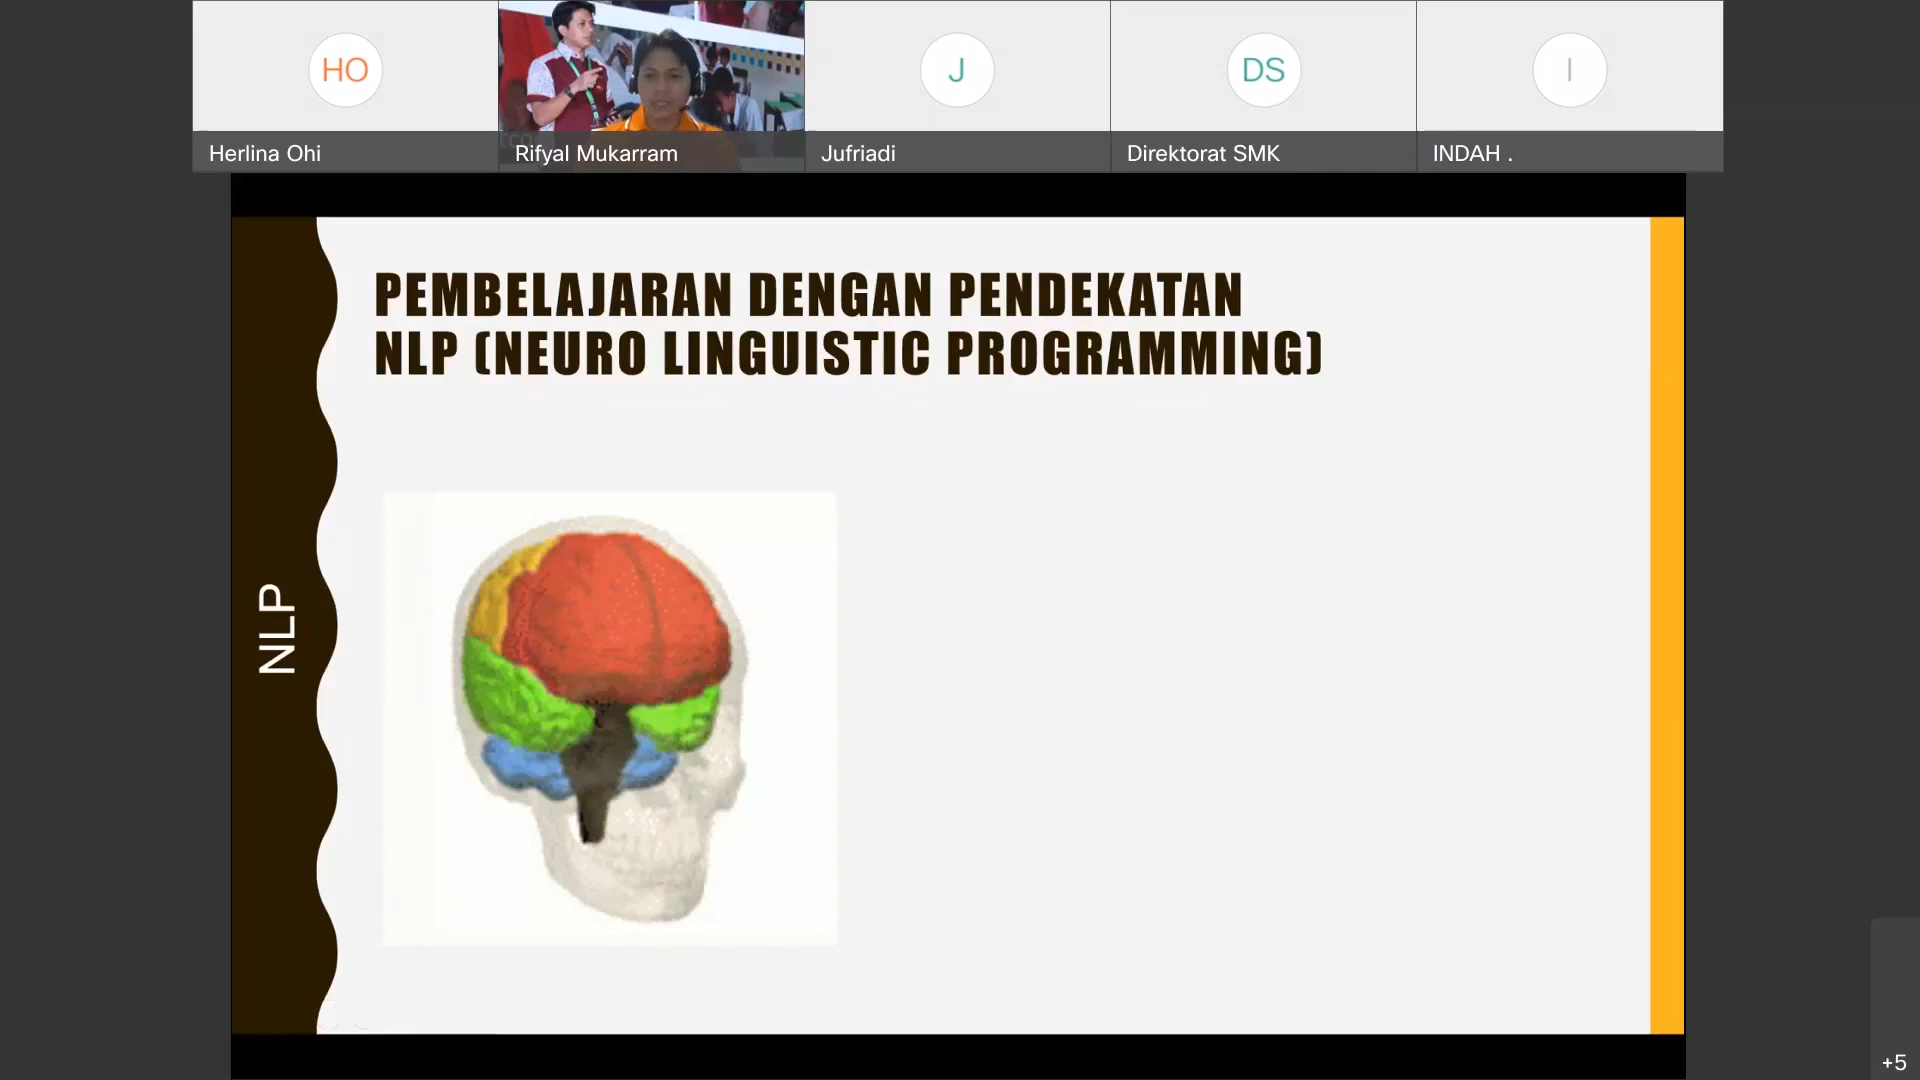 HO
J
DS
I
Herlina Ohi
Rifyal Mukarram
Jufriadi
Direktorat SMK
INDAH .
PEMBELAJARAN DENGAN PENDEKATAN
NLP (NEURO LINGUISTIC PROGRAMMING)
NLP
+5